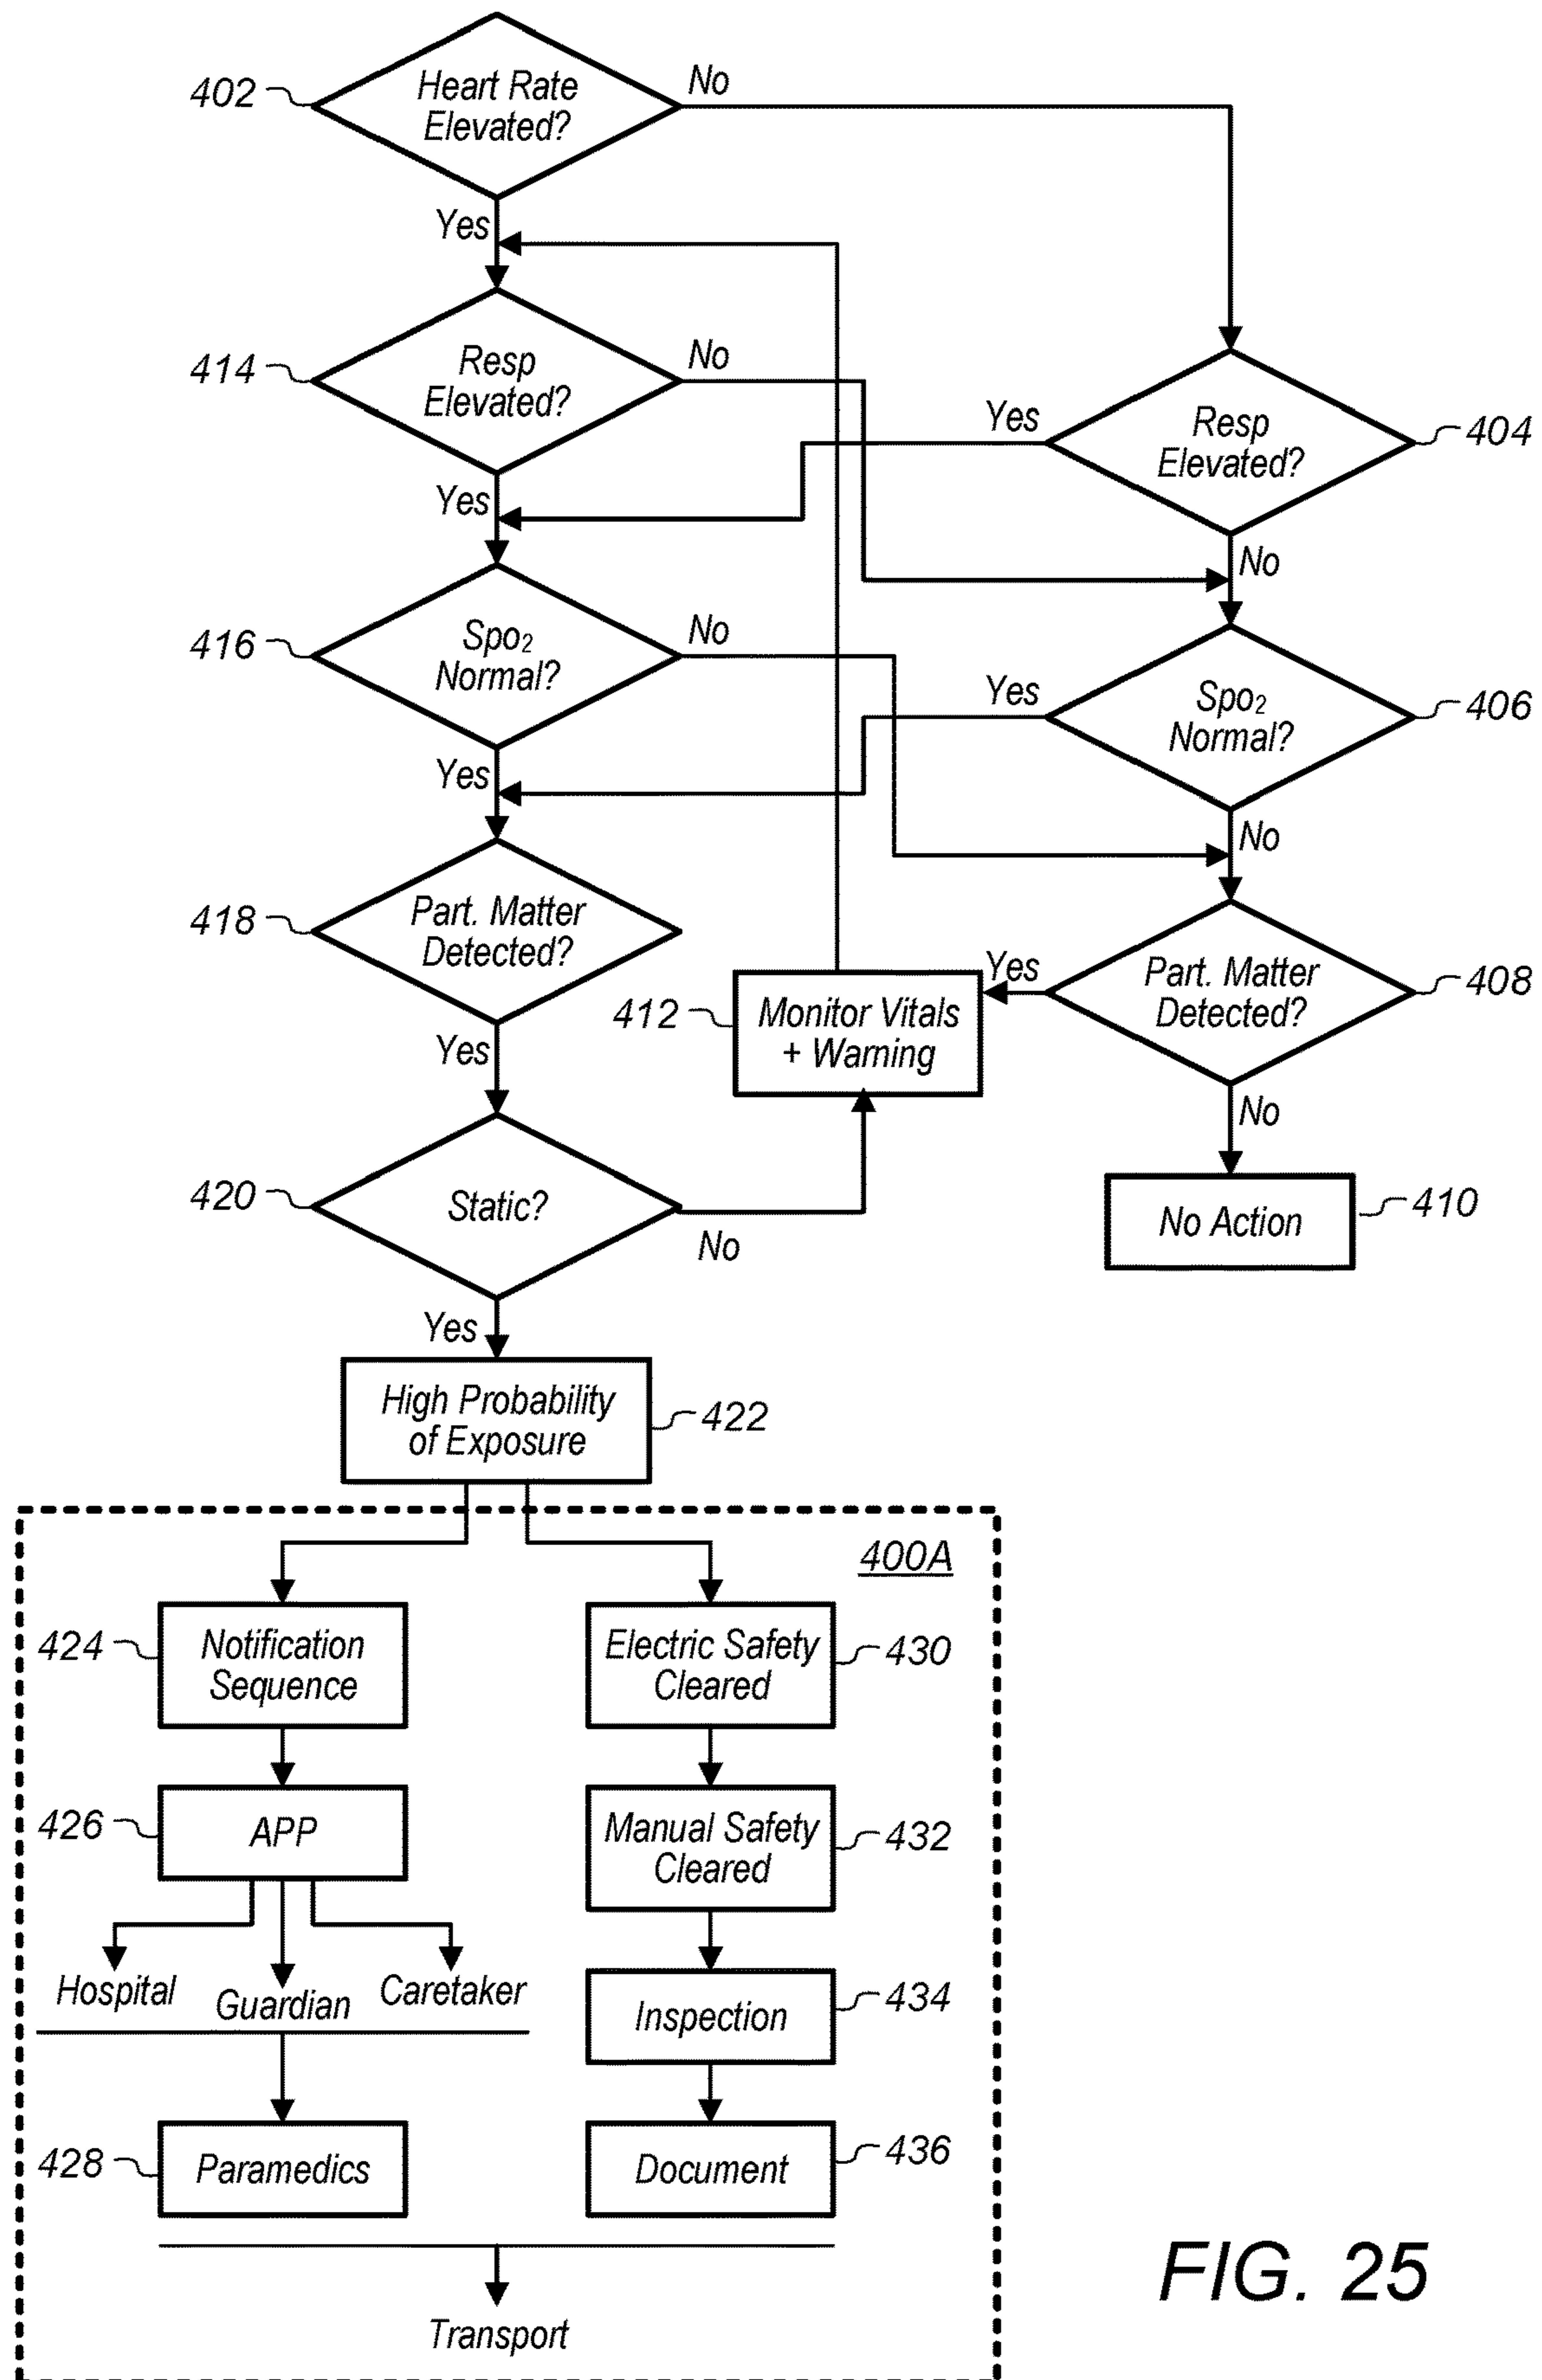 402
Heart Rate
Elevated?
No
Yes
414
Resp
Elevated?
No
Yes
Resp
Elevated?
404
Yes
No
416
Spo₂
Normal?
No
Yes
Spo₂
Normal?
406
Yes
No
418
Part. Matter
Detected?
Yes
412
Monitor Vitals
+ Warning
Yes
Part. Matter
Detected?
408
No
420
Static?
No
Yes
No Action
410
High Probability
of Exposure
422
400A
424
Notification
Sequence
Electric Safety
Cleared
430
426
APP
Manual Safety
Cleared
432
Hospital
Guardian
Caretaker
Inspection
434
428
Paramedics
Document
436
Transport
FIG. 25